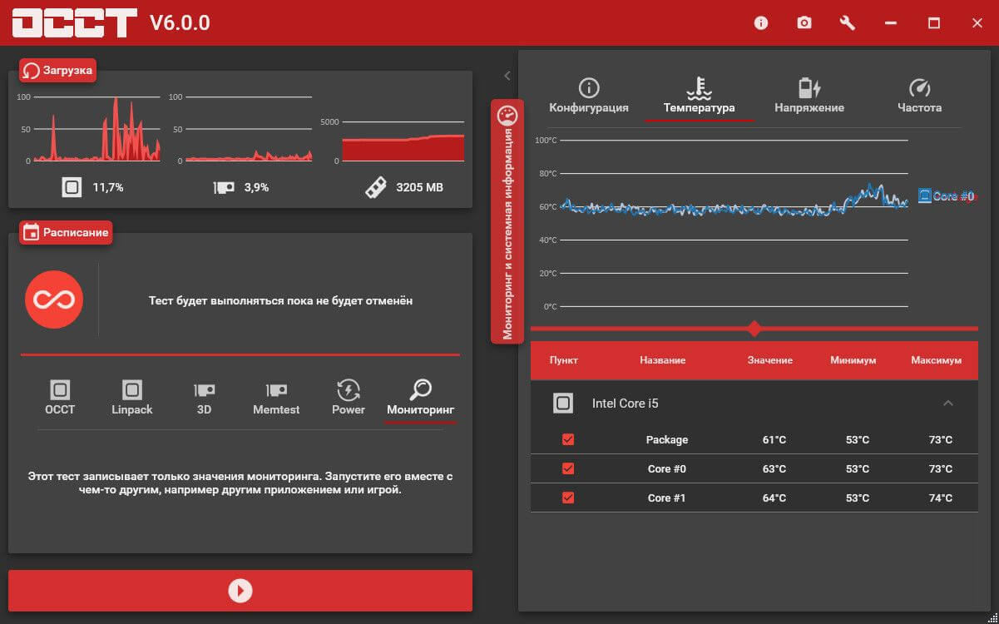 OCCT V6.0.0
Загрузка
100
50
0
100
50
0
5000
0
11,7%
3,9%
3205 MB
Расписание
Тест будет выполняться пока не будет отменён
OCCT
Linpack
3D
Memtest
Power
Мониторинг
Этот тест записывает только значения мониторинга. Запустите его вместе с
чем-то другим, например другим приложением или игрой.
Мониторинг и системная информация
Конфигурация
Температура
Напряжение
Частота
100°C
80°C
60°C
40°C
20°C
0°C
Core #0
Пункт Название Значение Минимум Максимум
Intel Core i5
Package 61°C 53°C 73°C
Core #0 63°C 53°C 73°C
Core #1 64°C 53°C 74°C